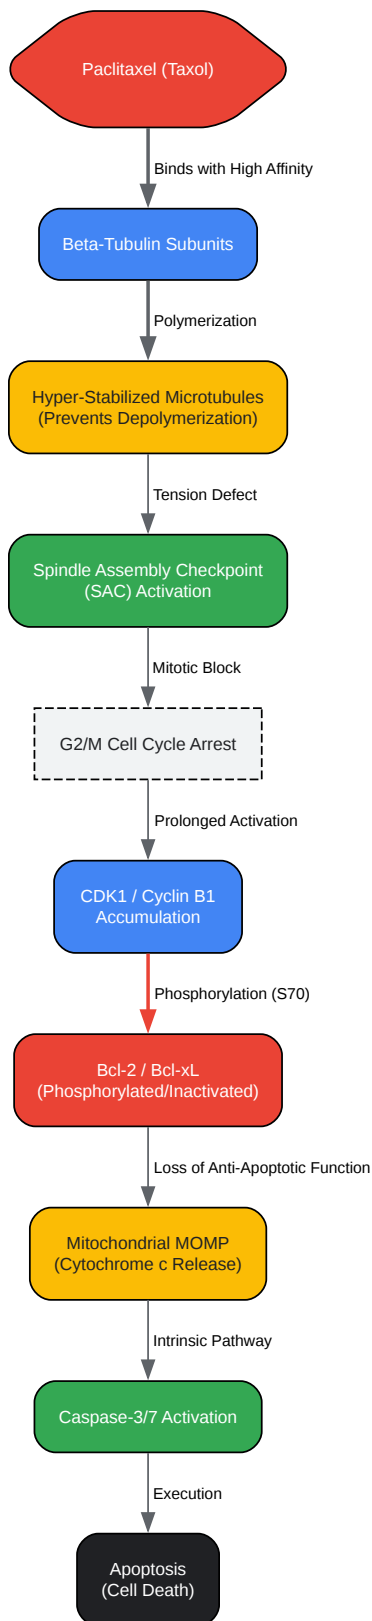 Paclitaxel (Taxol)
Binds with High Affinity
Beta-Tubulin Subunits
Polymerization
Hyper-Stabilized Microtubules
(Prevents Depolymerization)
Tension Defect
Spindle Assembly Checkpoint
(SAC) Activation
Mitotic Block
G2/M Cell Cycle Arrest
Prolonged Activation
CDK1 / Cyclin B1
Accumulation
Phosphorylation (S70)
Bcl-2 / Bcl-xL
(Phosphorylated/Inactivated)
Loss of Anti-Apoptotic Function
Mitochondrial MOMP
(Cytochrome c Release)
Intrinsic Pathway
Caspase-3/7 Activation
Execution
Apoptosis
(Cell Death)